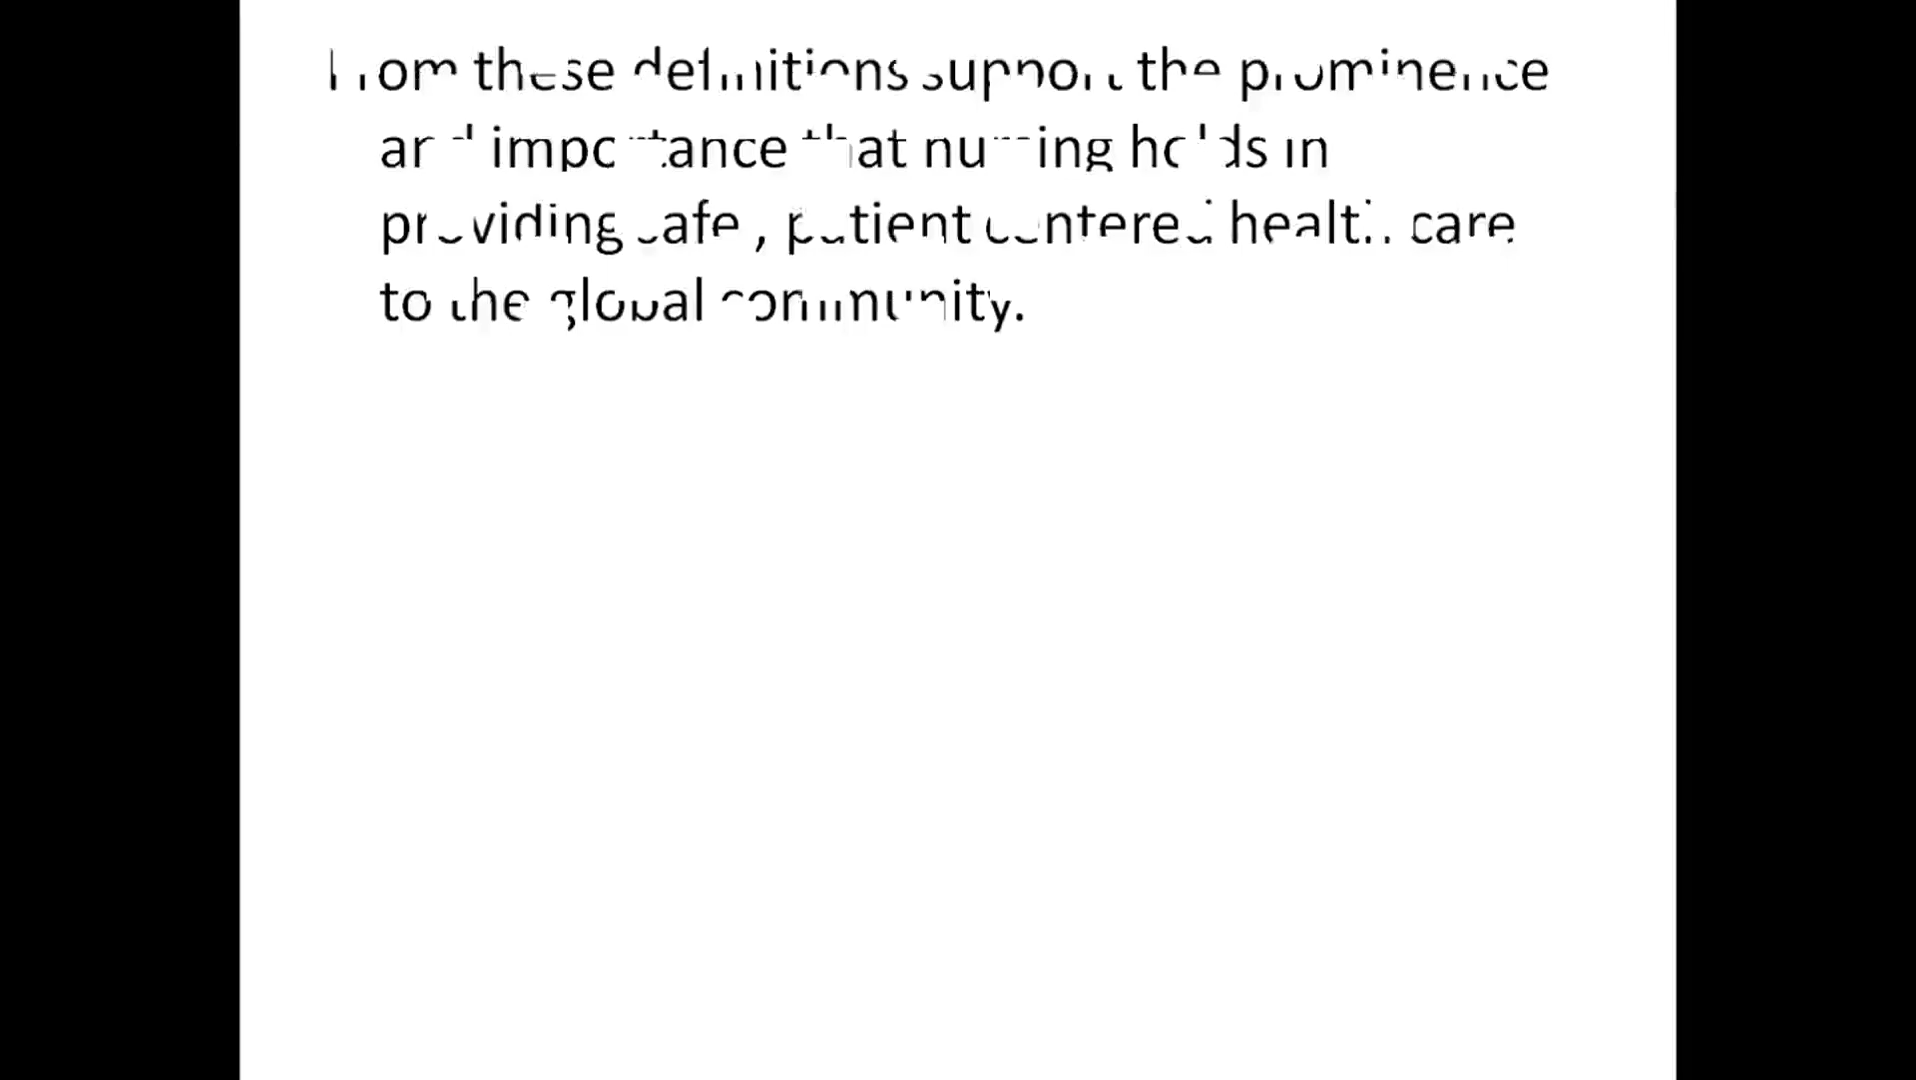 From these definitions support the prominence
and importance that nursing holds in
providing safe , patient centered health care
to the global community.